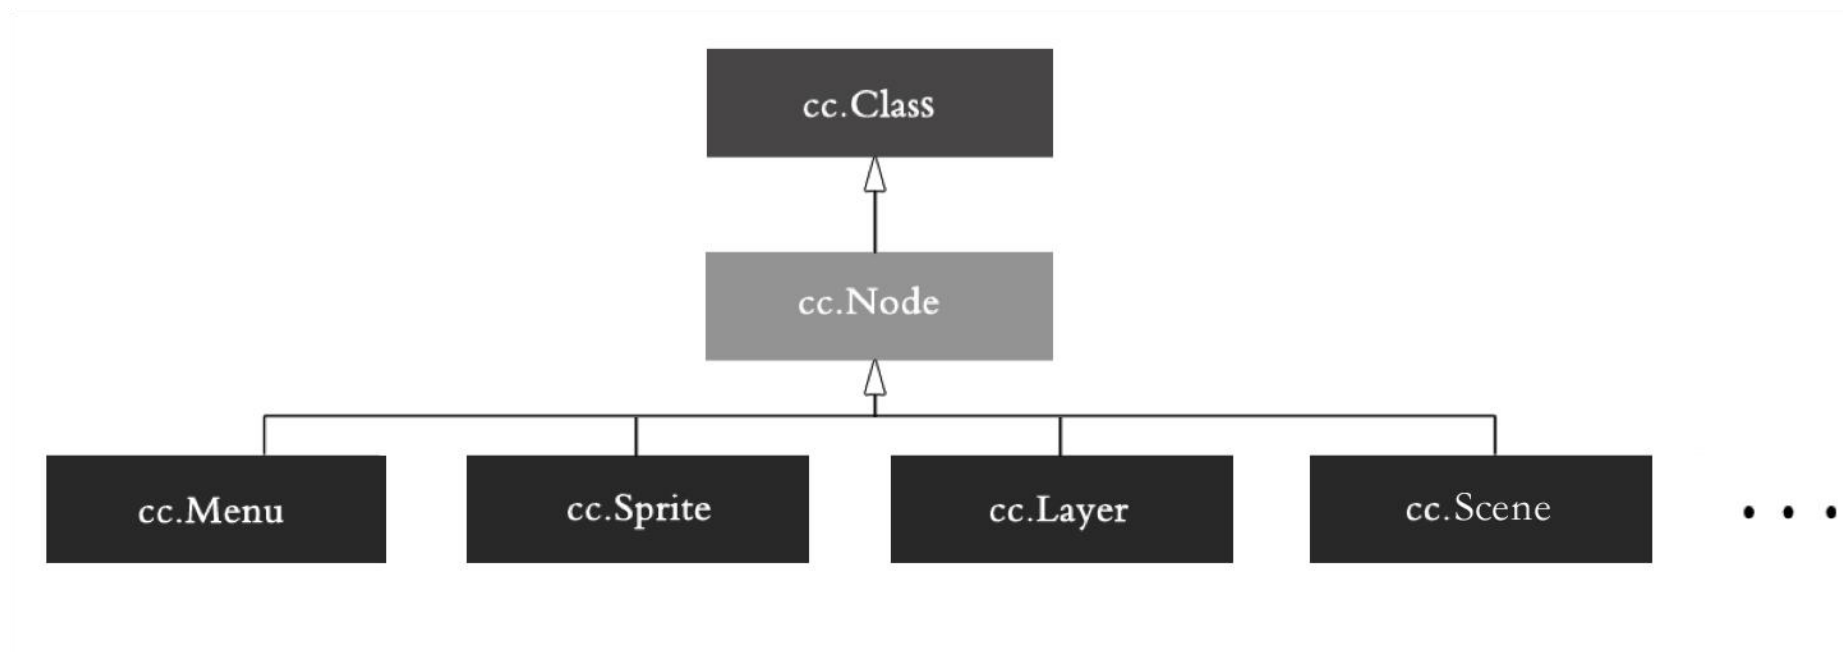 cc.Class
cc.Node
cc.Menu
cc.Sprite
cc.Layer
cc.Scene
. . .